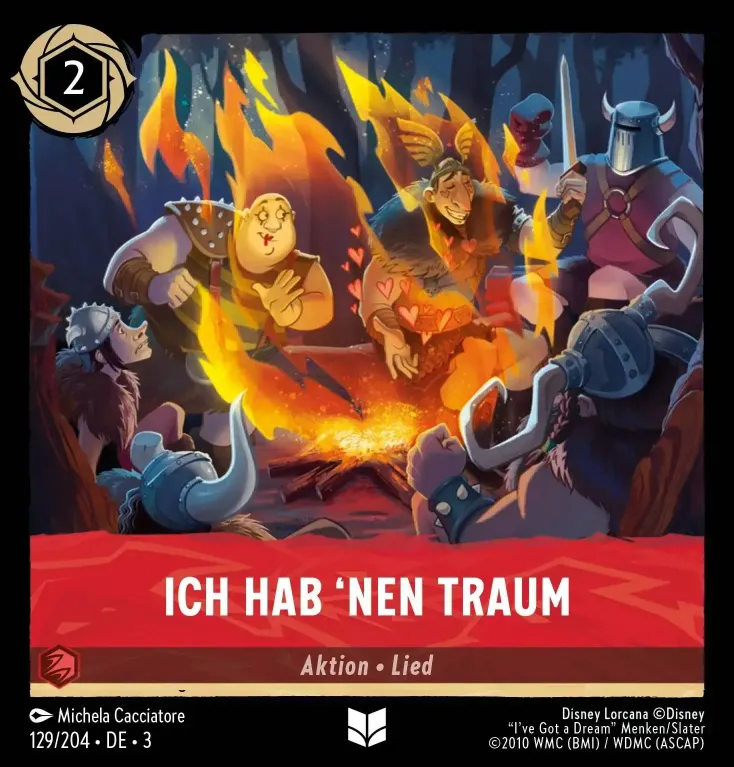 2
ICH HAB ‘NEN TRAUM
Aktion • Lied
Michela Cacciatore
129/204 • DE • 3
Disney Lorcana ©Disney
“I've Got a Dream” Menken/Slater
©2010 WMC (BMI) / WDMC (ASCAP)